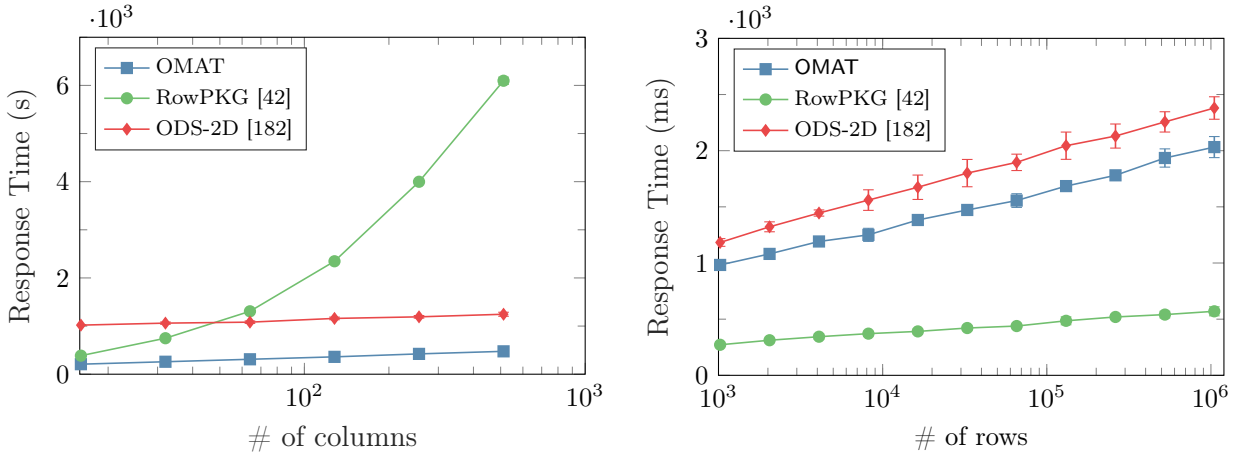 ·10³
Response Time (s)
6
4
2
0
OMAT
RowPKG [42]
ODS-2D [182]
10²
10³
# of columns
·10³
Response Time (ms)
3
2
1
0
OMAT
RowPKG [42]
ODS-2D [182]
10³
10⁴
10⁵
10⁶
# of rows